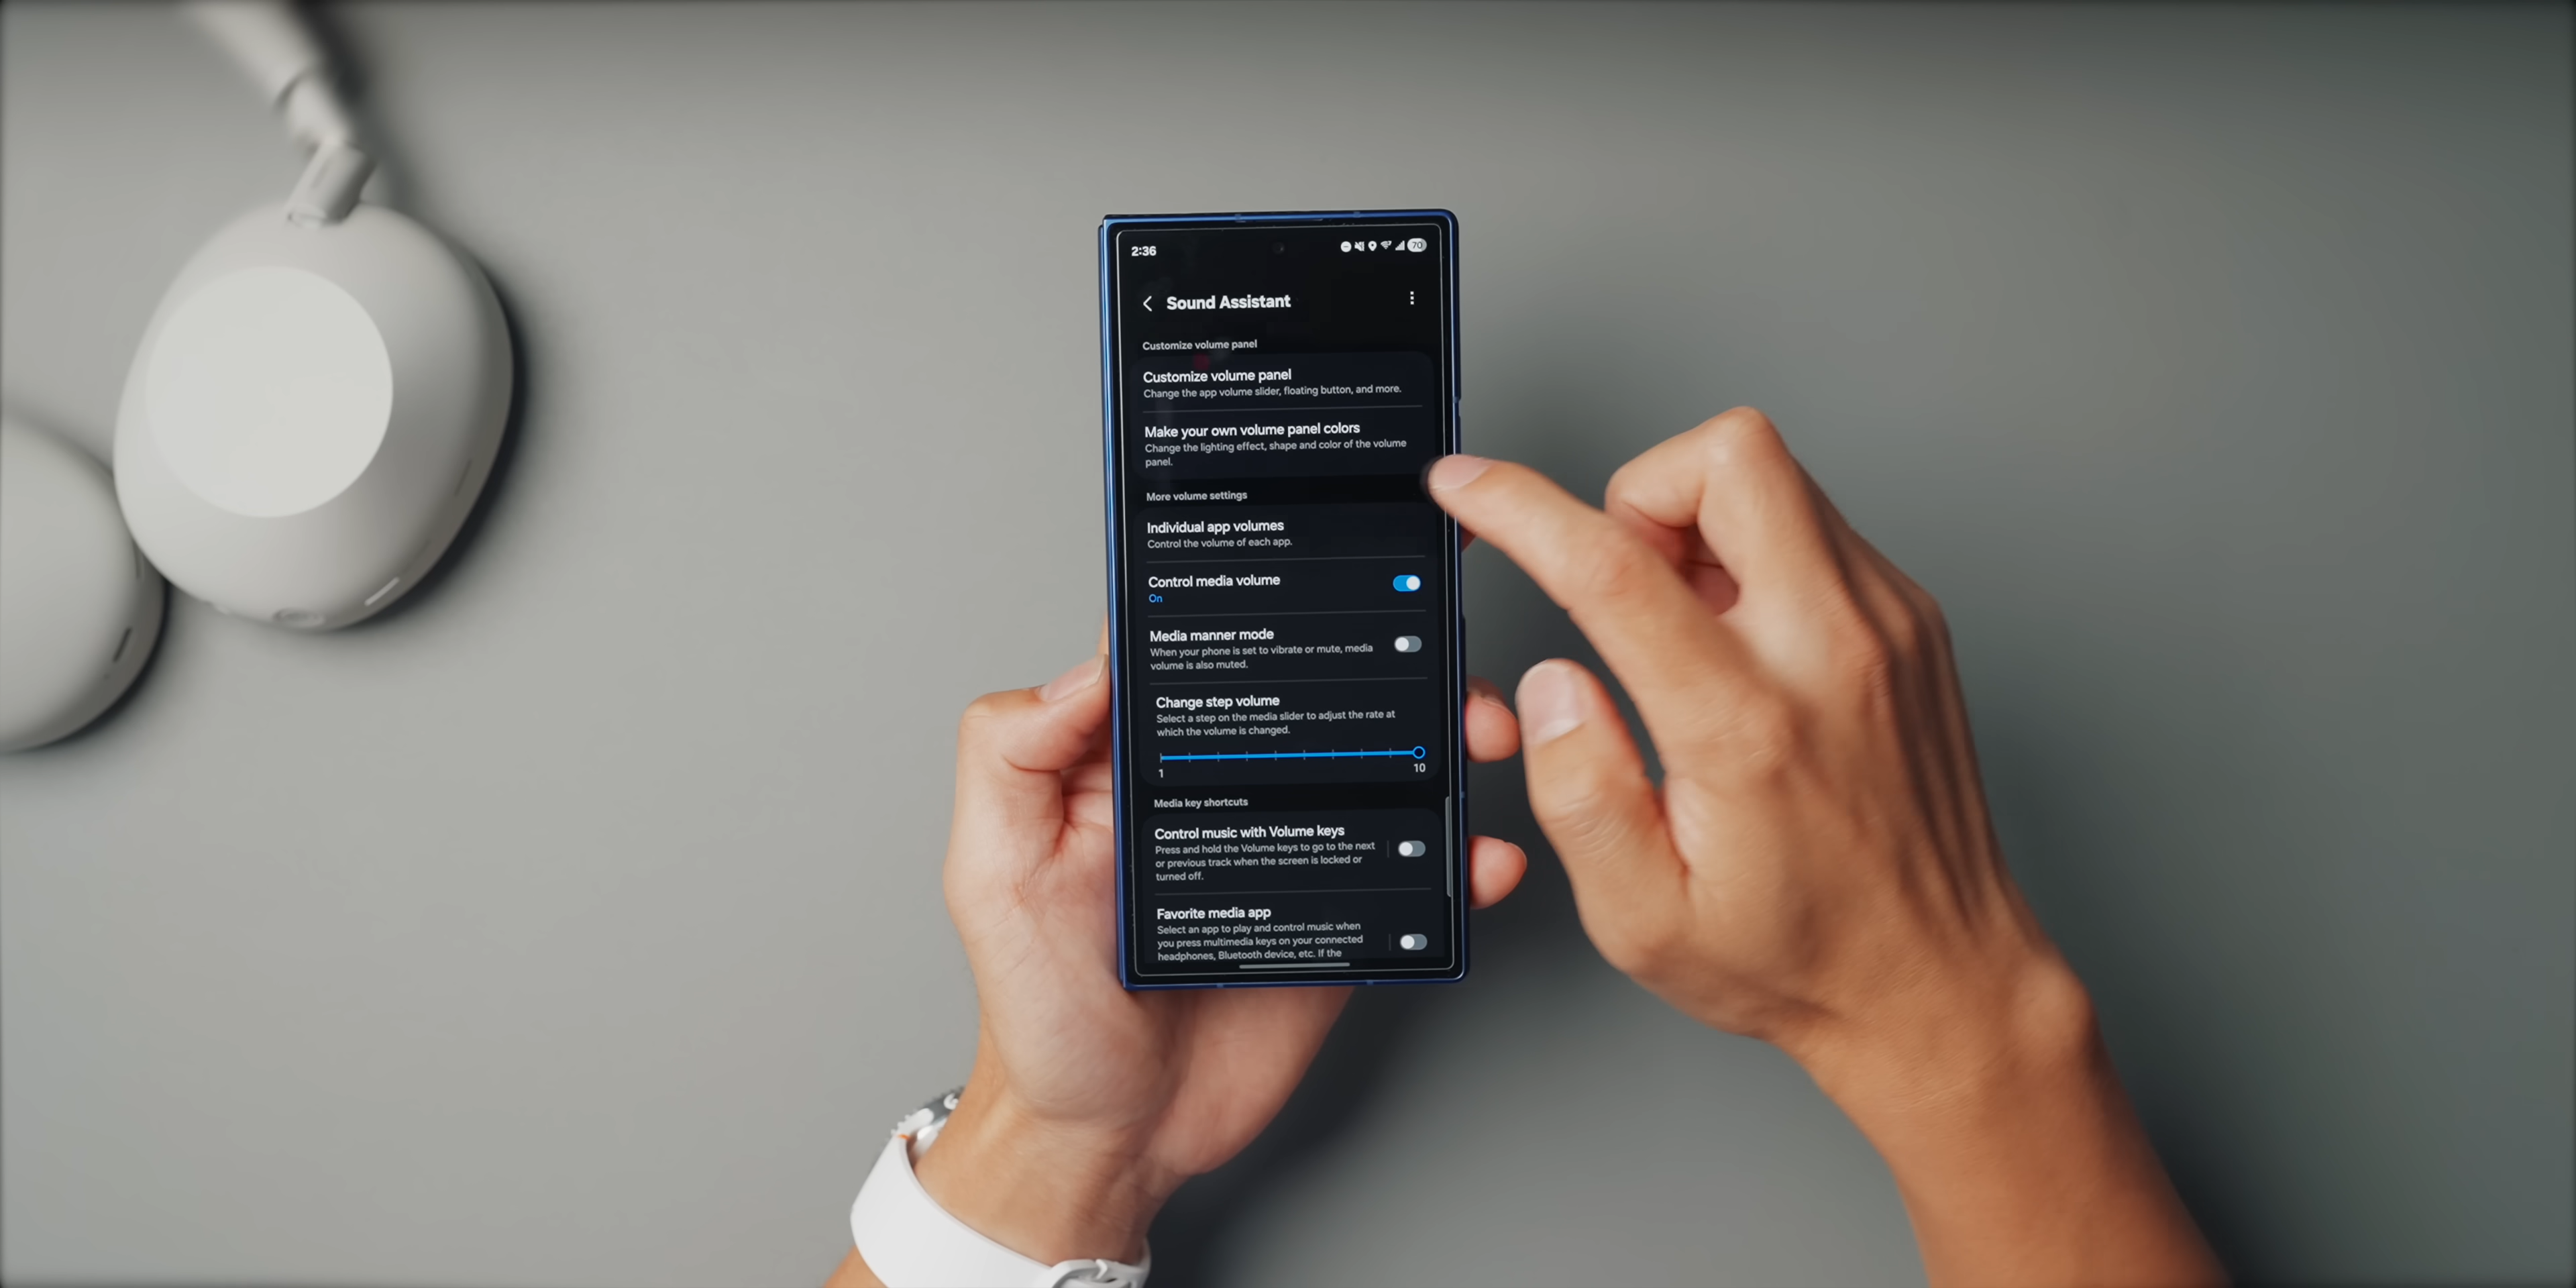 2:36
70
Sound Assistant
Customize volume panel
Customize volume panel
Change the app volume slider, floating button, and more.
Make your own volume panel colors
Change the lighting effect, shape and color of the volume
panel.
More volume settings
Individual app volumes
Control the volume of each app.
Control media volume
On
Media manner mode
When your phone is set to vibrate or mute, media
volume is also muted.
Change step volume
Select a step on the media slider to adjust the rate at
which the volume is changed.
1
10
Media key shortcuts
Control music with Volume keys
Press and hold the Volume keys to go to the next
or previous track when the screen is locked or
turned off.
Favorite media app
Select an app to play and control music when
you press multimedia keys on your connected
headphones, Bluetooth device, etc. If the